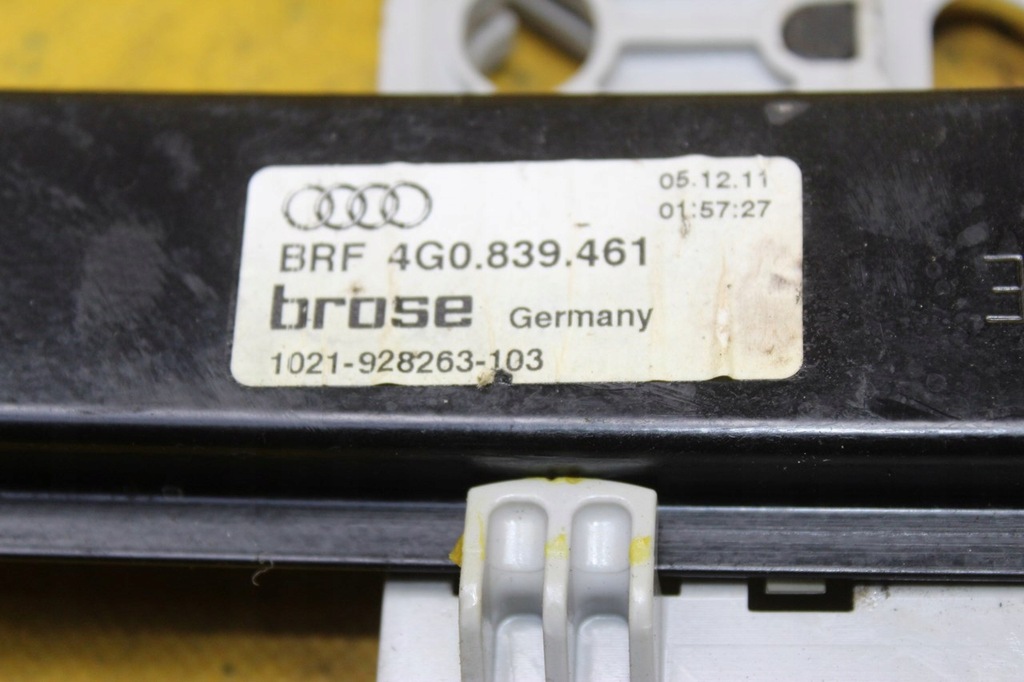 05.12.11
01:57:27
BRF 4G0.839.461
brose Germany
1021-928263-103